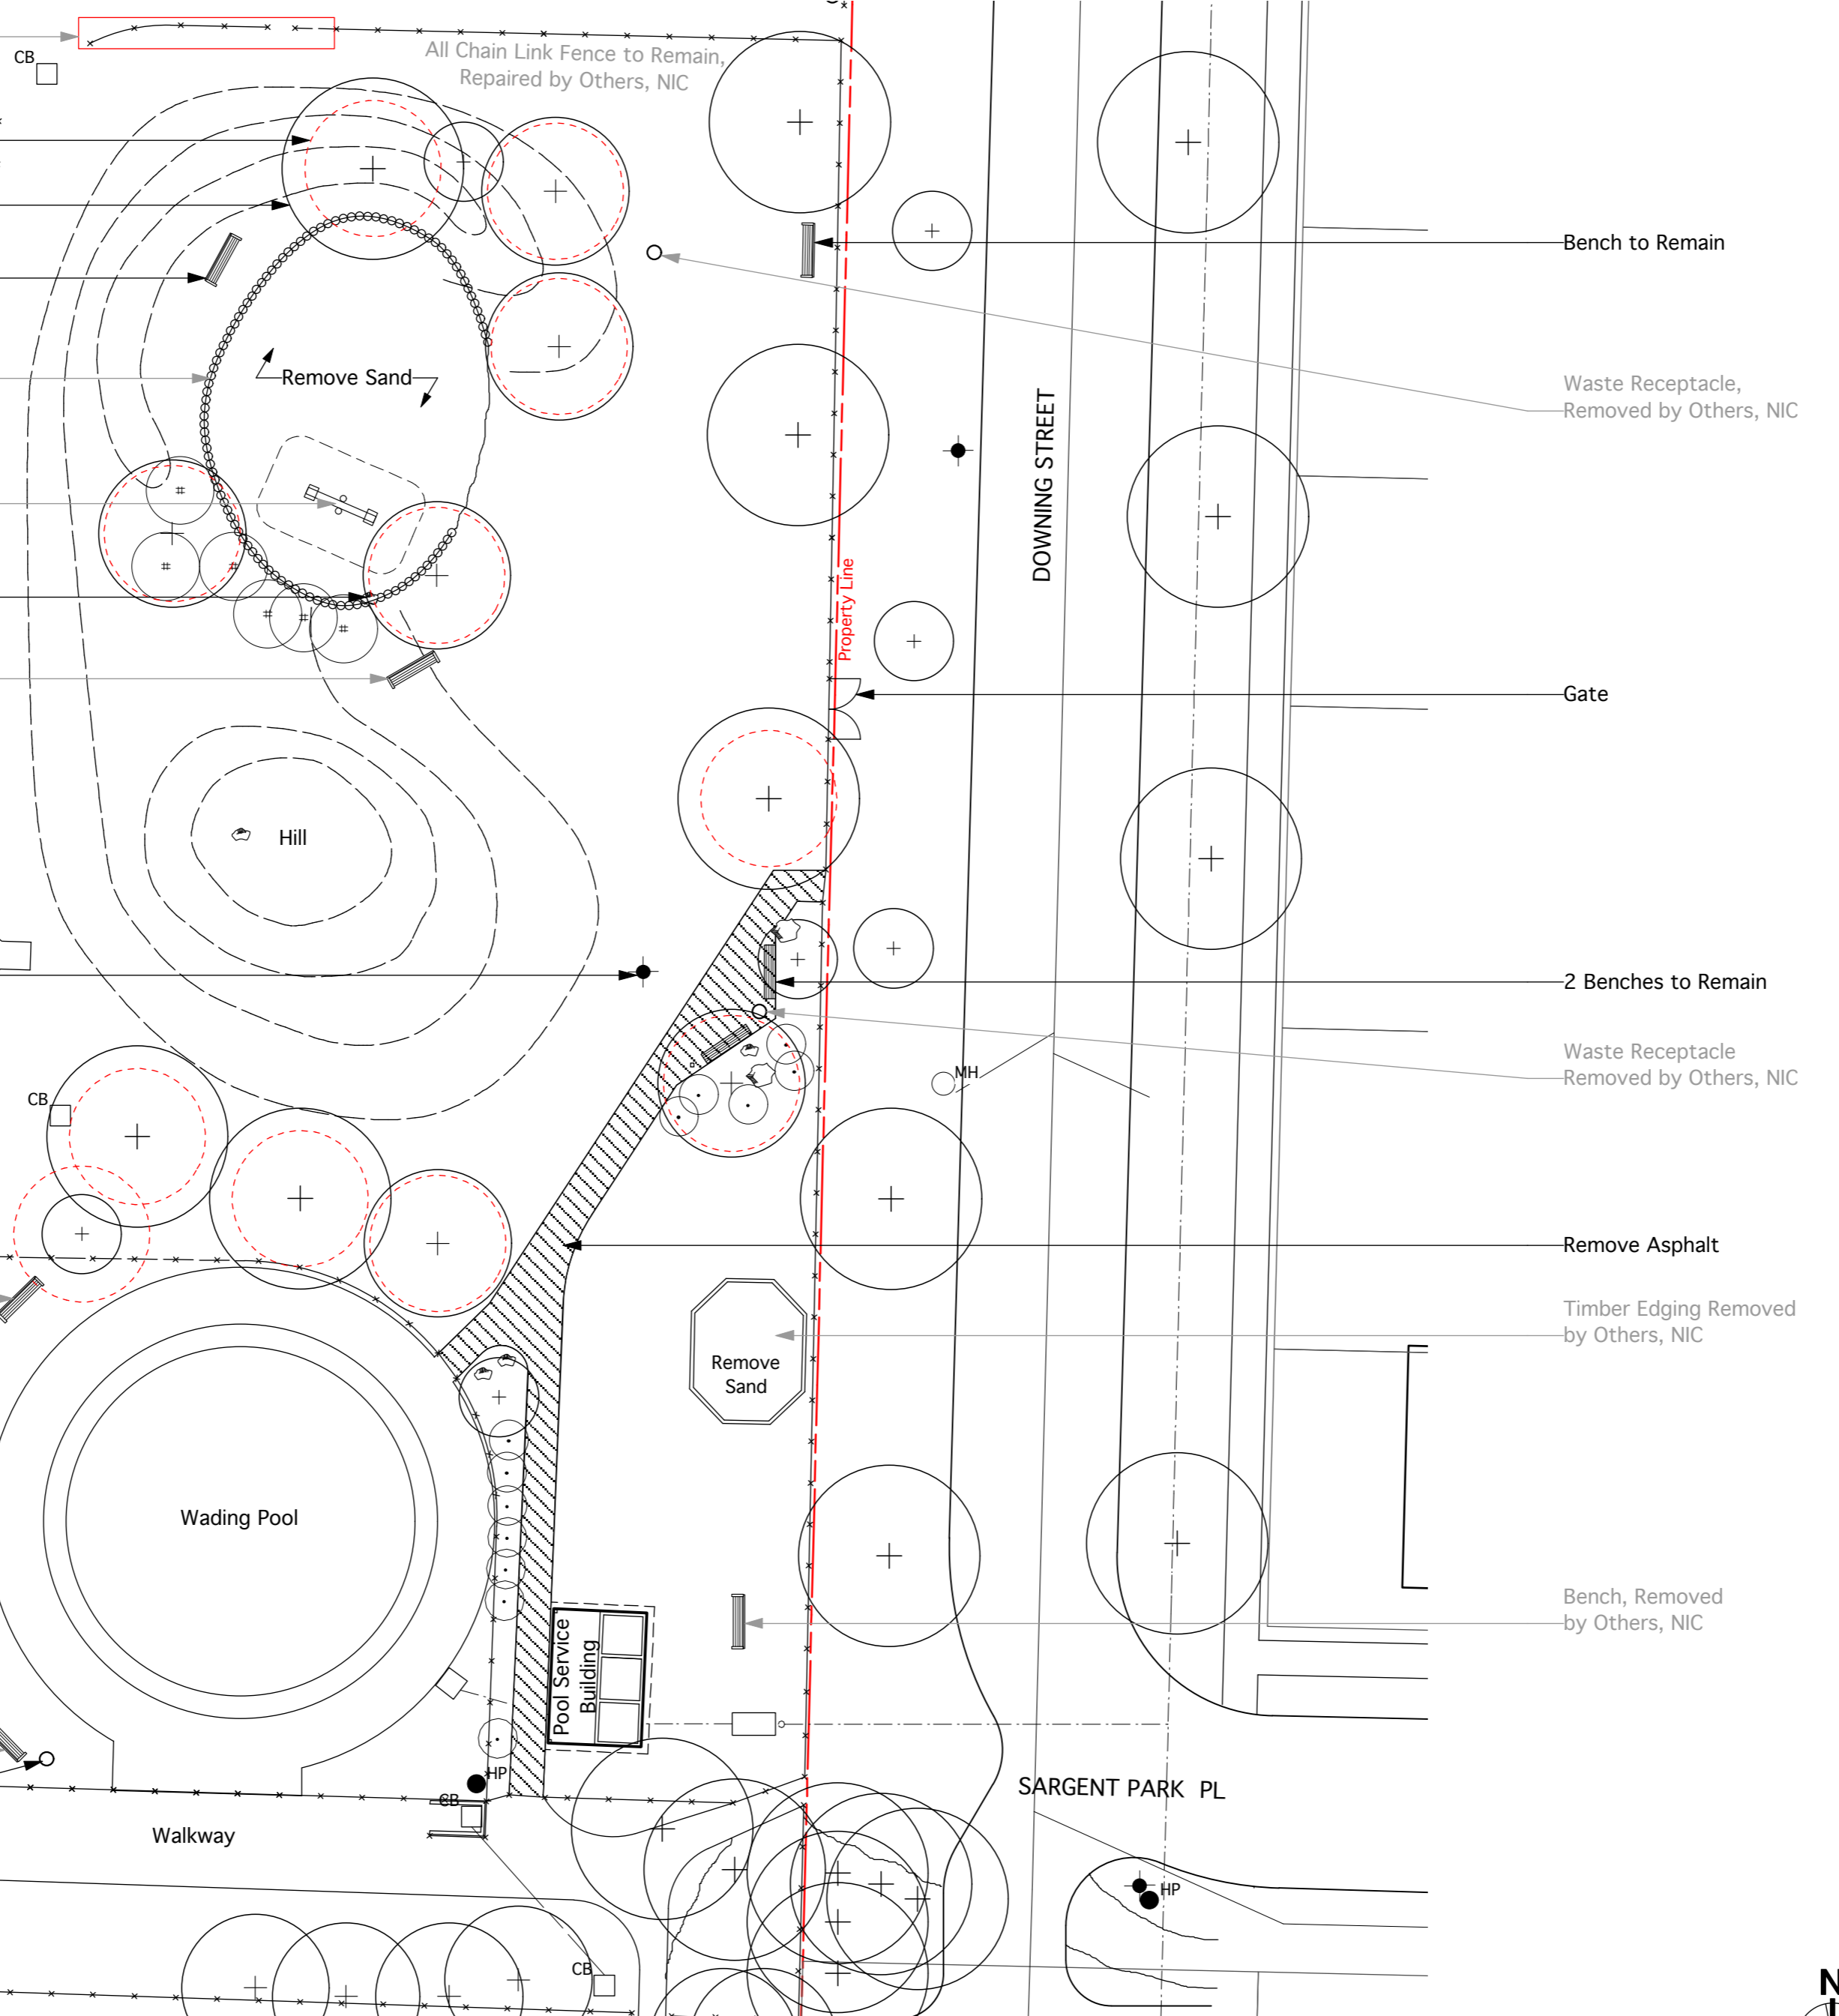 CB
All Chain Link Fence to Remain,
Repaired by Others, NIC
Bench to Remain
Remove Sand
Waste Receptacle,
Removed by Others, NIC
DOWNING STREET
Property Line
Gate
Hill
2 Benches to Remain
Waste Receptacle
Removed by Others, NIC
MH
CB
Remove Asphalt
Timber Edging Removed
by Others, NIC
Remove
Sand
Wading Pool
Bench, Removed
by Others, NIC
Pool Service
Building
HP
CB
SARGENT PARK PL
Walkway
HP
CB
N